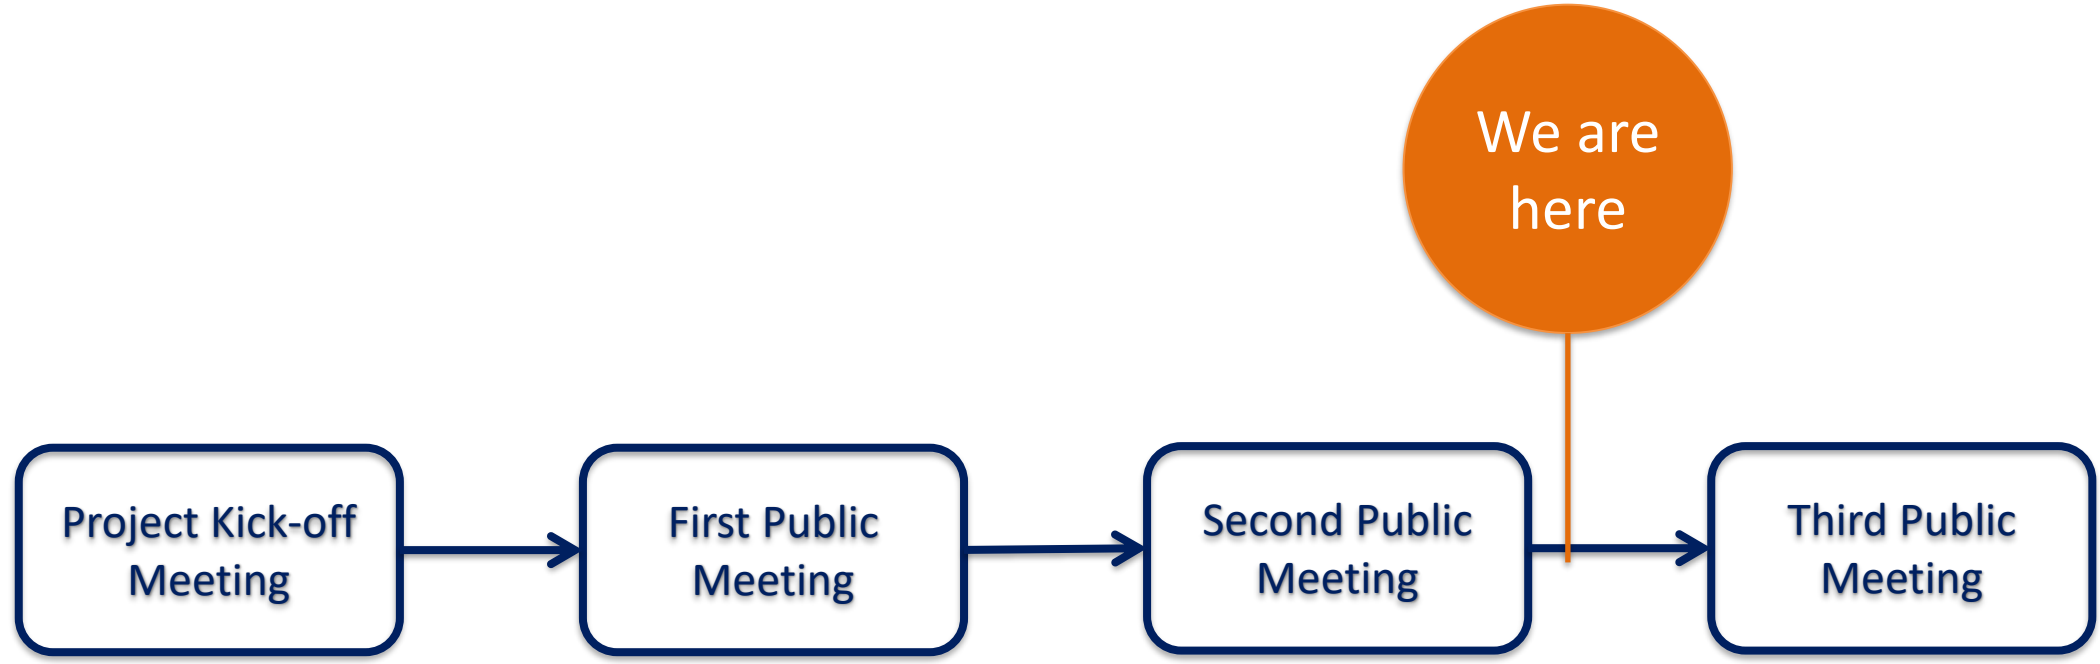 We are
here
Project Kick-off
Meeting
First Public
Meeting
Second Public
Meeting
Third Public
Meeting